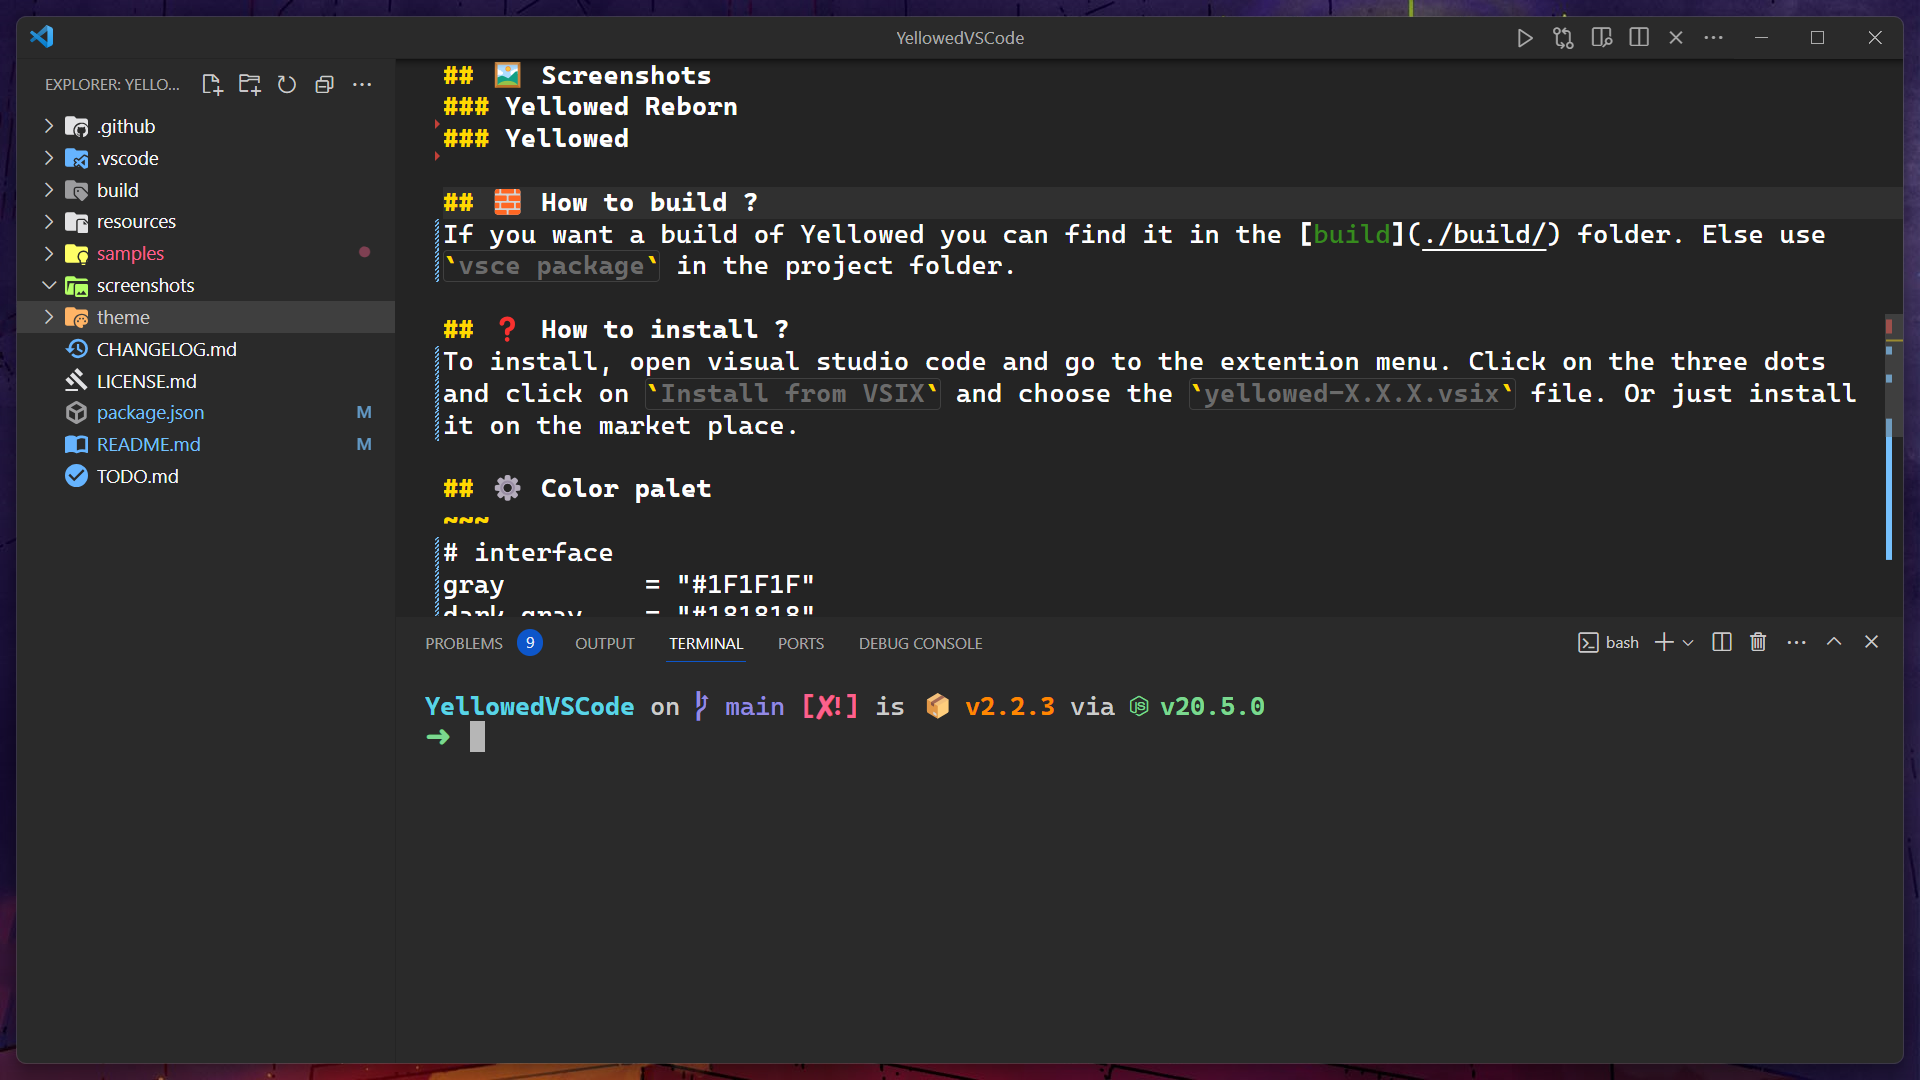 YellowedVSCode
EXPLORER: YELLO...
.github
.vscode
build
resources
samples
screenshots
theme
CHANGELOG.md
LICENSE.md
package.json M
README.md M
TODO.md
## 🖼️ Screenshots
### Yellowed Reborn
### Yellowed
## 🧱 How to build ?
If you want a build of Yellowed you can find it in the [build](./build/) folder. Else use
`vsce package` in the project folder.
## ❓ How to install ?
To install, open visual studio code and go to the extention menu. Click on the three dots
and click on `Install from VSIX` and choose the `yellowed-X.X.X.vsix` file. Or just install
it on the market place.
## ⚙️ Color palet
~~~
# interface
gray = "#1F1F1F"
dark gray = "#181818"
PROBLEMS 9 OUTPUT TERMINAL PORTS DEBUG CONSOLE
bash
YellowedVSCode on main [✘!] is 📦 v2.2.3 via v20.5.0
➜